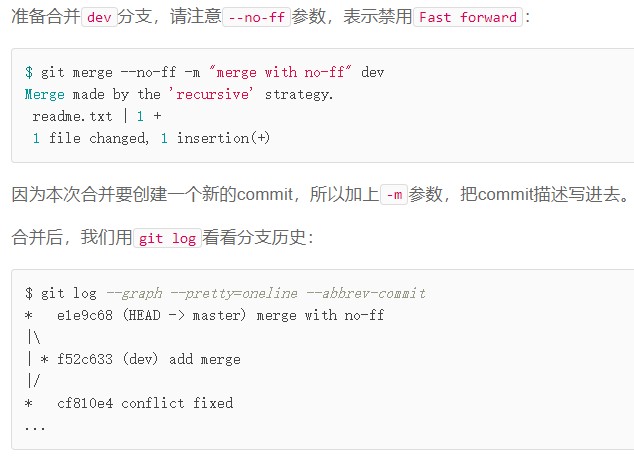 准备合并dev分支，请注意--no-ff参数，表示禁用Fast forward：
$ git merge --no-ff -m "merge with no-ff" dev
Merge made by the 'recursive' strategy.
 readme.txt | 1 +
 1 file changed, 1 insertion(+)
因为本次合并要创建一个新的commit，所以加上-m参数，把commit描述写进去。
合并后，我们用git log看看分支历史：
$ git log --graph --pretty=oneline --abbrev-commit
*   e1e9c68 (HEAD -> master) merge with no-ff
|\
| * f52c633 (dev) add merge
|/
*   cf810e4 conflict fixed
...